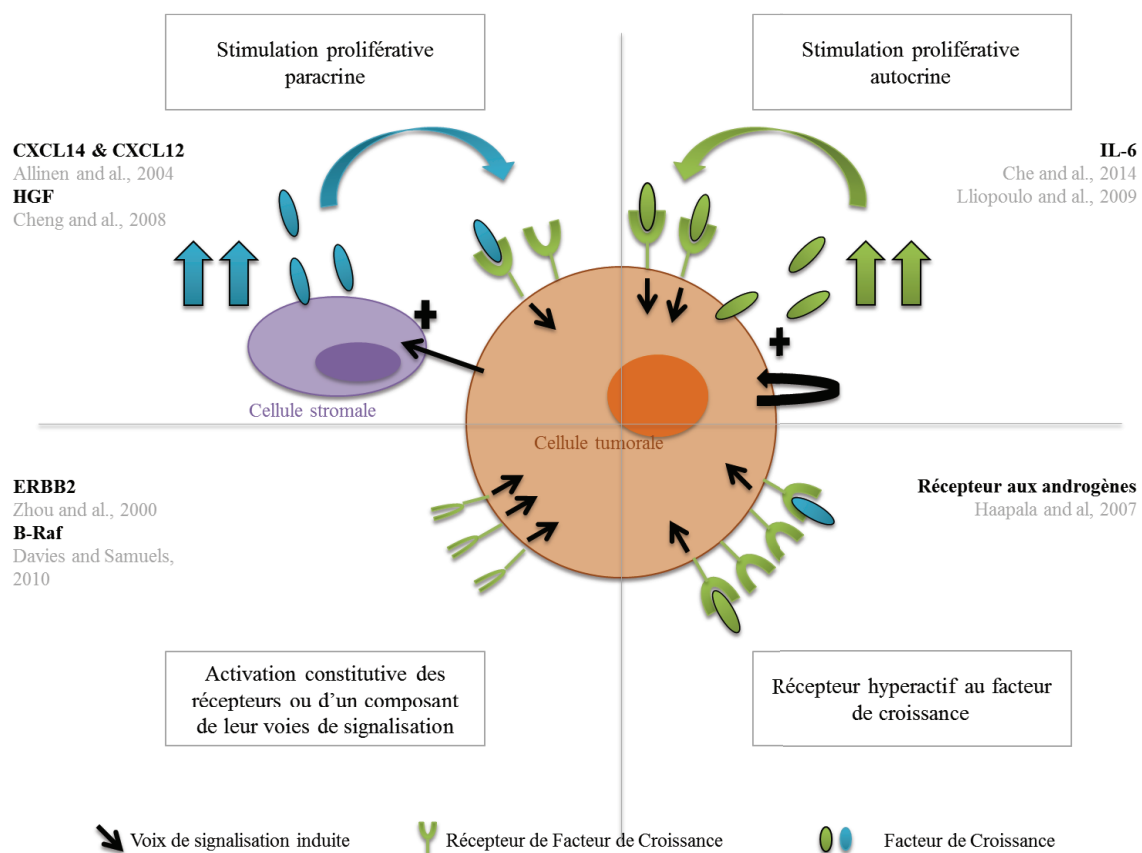 Stimulation proliférative
paracrine
Stimulation proliférative
autocrine
CXCL14 & CXCL12
Allinen and al., 2004
HGF
Cheng and al., 2008
IL-6
Che and al., 2014
Lliopoulo and al., 2009
Cellule stromale
Cellule tumorale
ERBB2
Zhou and al., 2000
B-Raf
Davies and Samuels,
2010
Récepteur aux androgènes
Haapala and al, 2007
Activation constitutive des
récepteurs ou d'un composant
de leur voies de signalisation
Récepteur hyperactif au facteur
de croissance
Voix de signalisation induite
Récepteur de Facteur de Croissance
Facteur de Croissance